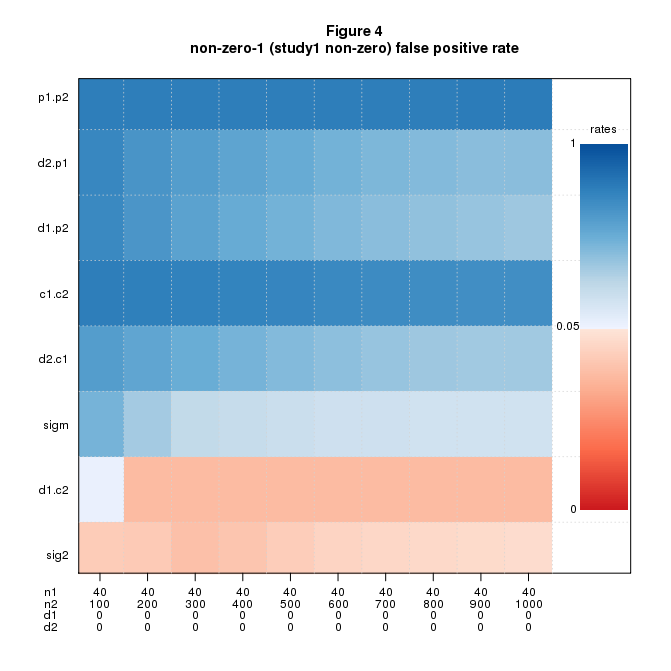 Figure 4
non-zero-1 (study1 non-zero) false positive rate
p1.p2
d2.p1
d1.p2
c1.c2
d2.c1
sigm
d1.c2
sig2
rates
1
0.05
0
n1 40 40 40 40 40 40 40 40 40 40
n2 100 200 300 400 500 600 700 800 900 1000
d1 0 0 0 0 0 0 0 0 0 0
d2 0 0 0 0 0 0 0 0 0 0